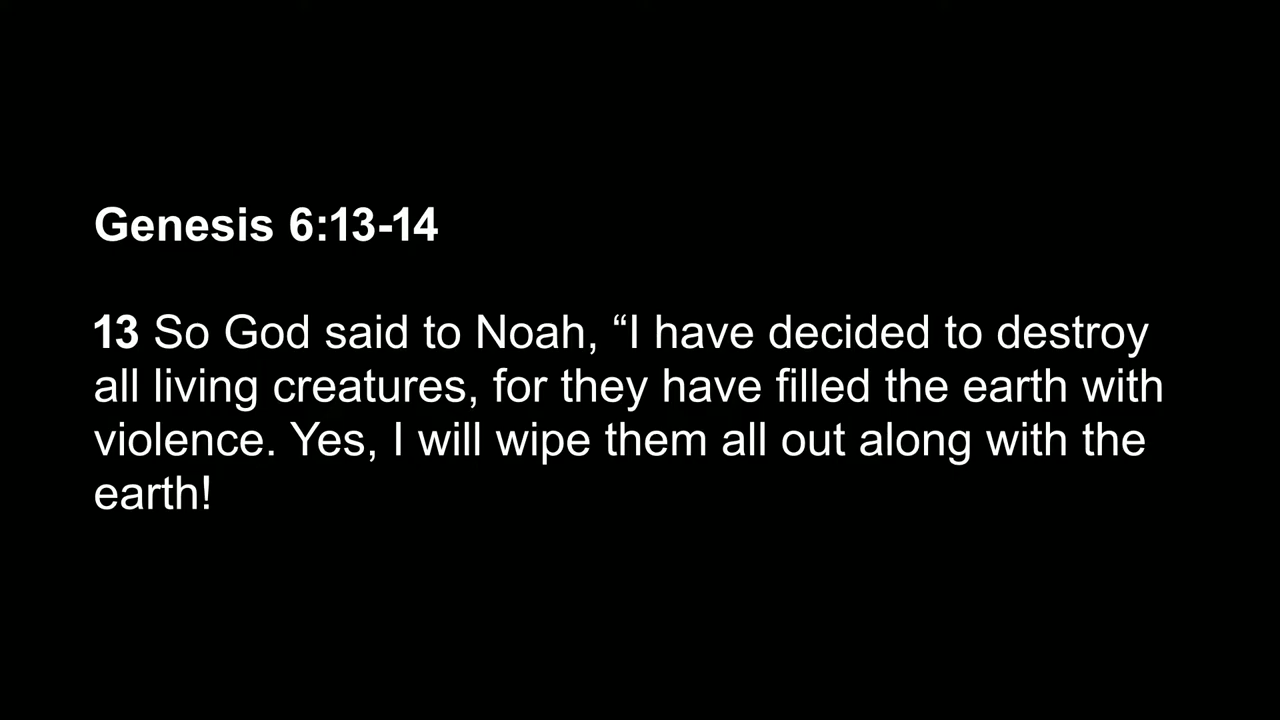 Genesis 6:13-14
13 So God said to Noah, “I have decided to destroy
all living creatures, for they have filled the earth with
violence. Yes, I will wipe them all out along with the
earth!